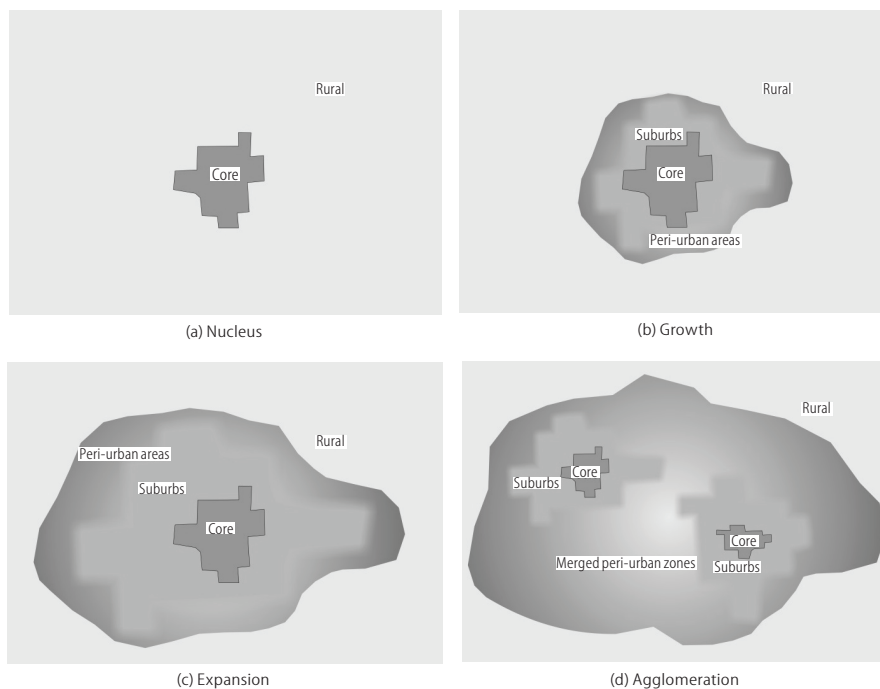 Rural
Core
(a) Nucleus
Rural
Suburbs
Core
Peri-urban areas
(b) Growth
Rural
Peri-urban areas
Suburbs
Core
(c) Expansion
Rural
Core
Suburbs
Core
Merged peri-urban zones
Suburbs
(d) Agglomeration